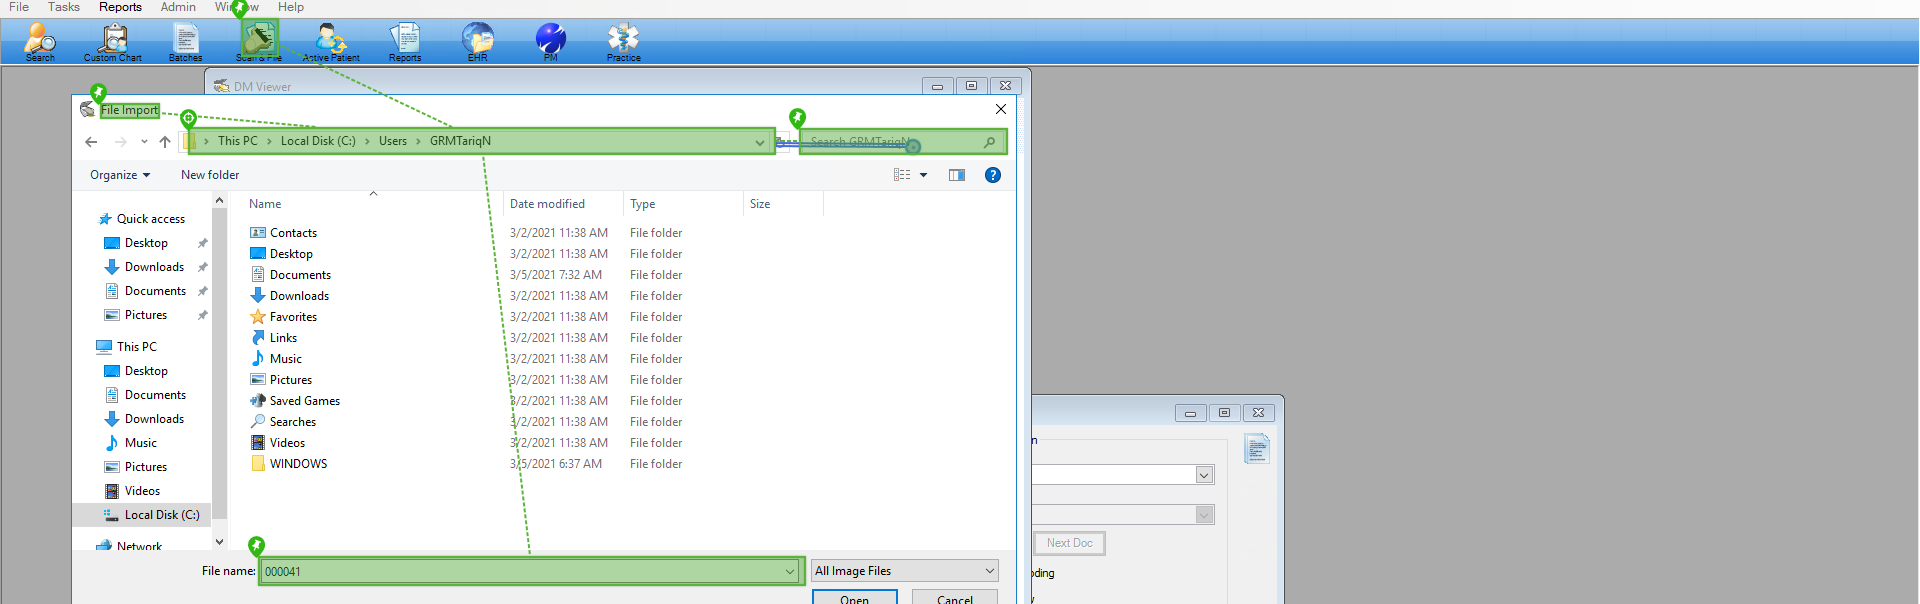 File Tasks Reports Admin Window Help
Search Custom Chart Batches Scan & File Active Patient Reports EHR PM Practice
DM Viewer
File Import
This PC > Local Disk (C:) > Users > GRMTariqN
Search GRMTariqN
Organize New folder
Name Date modified Type Size
Quick access
Desktop
Downloads
Documents
Pictures
This PC
Desktop
Documents
Downloads
Music
Pictures
Videos
Local Disk (C:)
Network
Contacts 3/2/2021 11:38 AM File folder
Desktop 3/2/2021 11:38 AM File folder
Documents 3/5/2021 7:32 AM File folder
Downloads 3/2/2021 11:38 AM File folder
Favorites 3/2/2021 11:38 AM File folder
Links 3/2/2021 11:38 AM File folder
Music 3/2/2021 11:38 AM File folder
Pictures 3/2/2021 11:38 AM File folder
Saved Games 3/2/2021 11:38 AM File folder
Searches 3/2/2021 11:38 AM File folder
Videos 3/2/2021 11:38 AM File folder
WINDOWS 3/5/2021 6:37 AM File folder
File name: 000041 All Image Files
Open Cancel
Next Doc